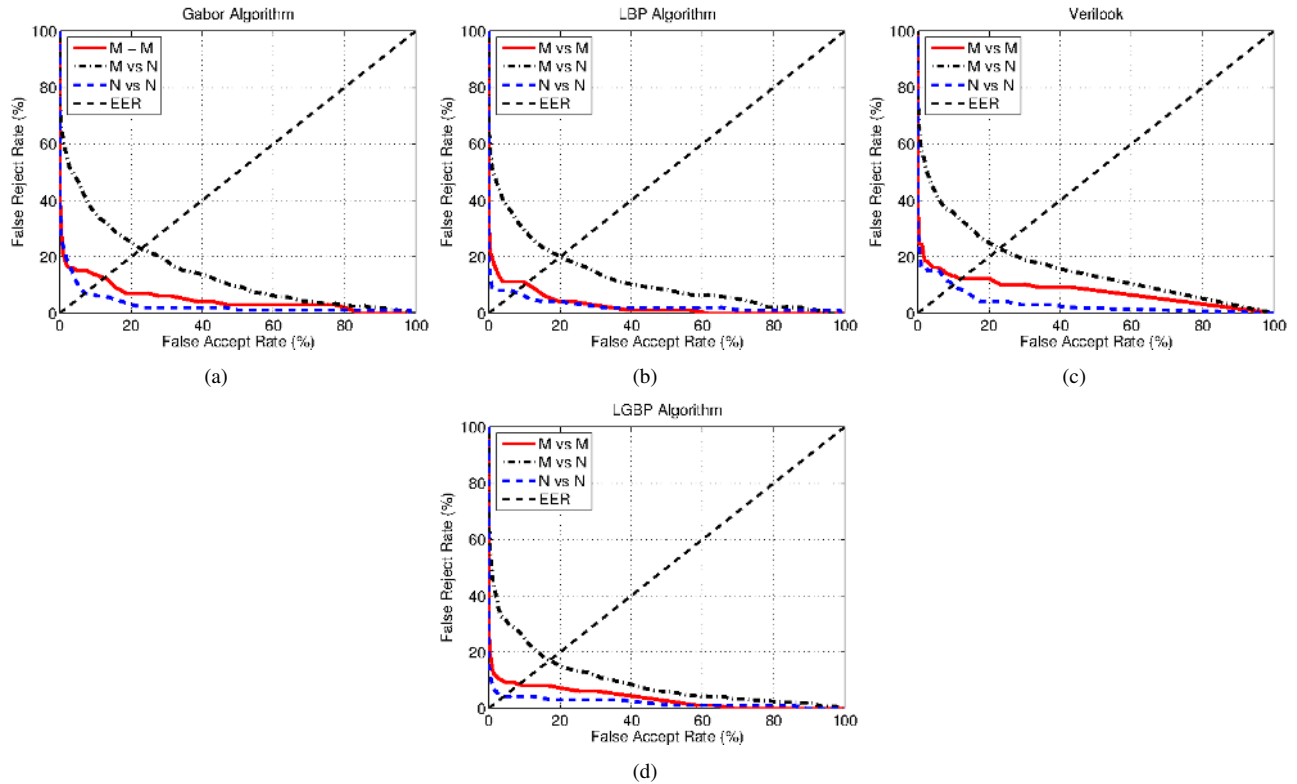 Gabor Algorithm
100
80
60
40
20
0
False Reject Rate (%)
M – M
M vs N
N vs N
EER
0 20 40 60 80 100
False Accept Rate (%)
(a)
LBP Algorithm
100
80
60
40
20
0
False Reject Rate (%)
M vs M
M vs N
N vs N
EER
0 20 40 60 80 100
False Accept Rate (%)
(b)
Verilook
100
80
60
40
20
0
False Reject Rate (%)
M vs M
M vs N
N vs N
EER
0 20 40 60 80 100
False Accept Rate (%)
(c)
LGBP Algorithm
100
80
60
40
20
0
False Reject Rate (%)
M vs M
M vs N
N vs N
EER
0 20 40 60 80 100
False Accept Rate (%)
(d)